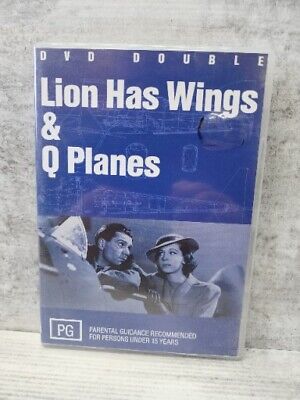 DVD DOUBLE
Lion Has Wings
&
Q Planes
PG
PARENTAL GUIDANCE RECOMMENDED
FOR PERSONS UNDER 15 YEARS